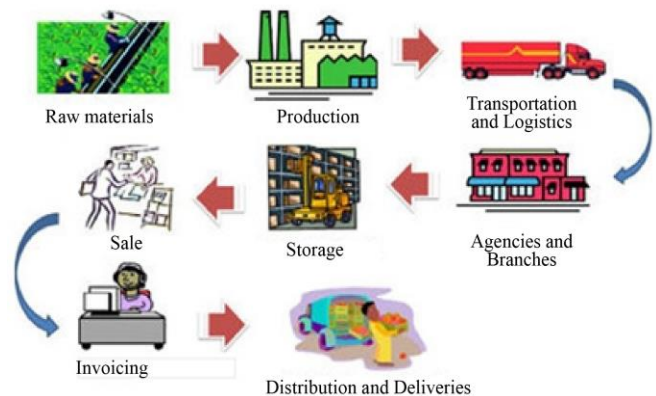 Raw materials
Production
Transportation
and Logistics
Sale
Storage
Agencies and
Branches
Invoicing
Distribution and Deliveries